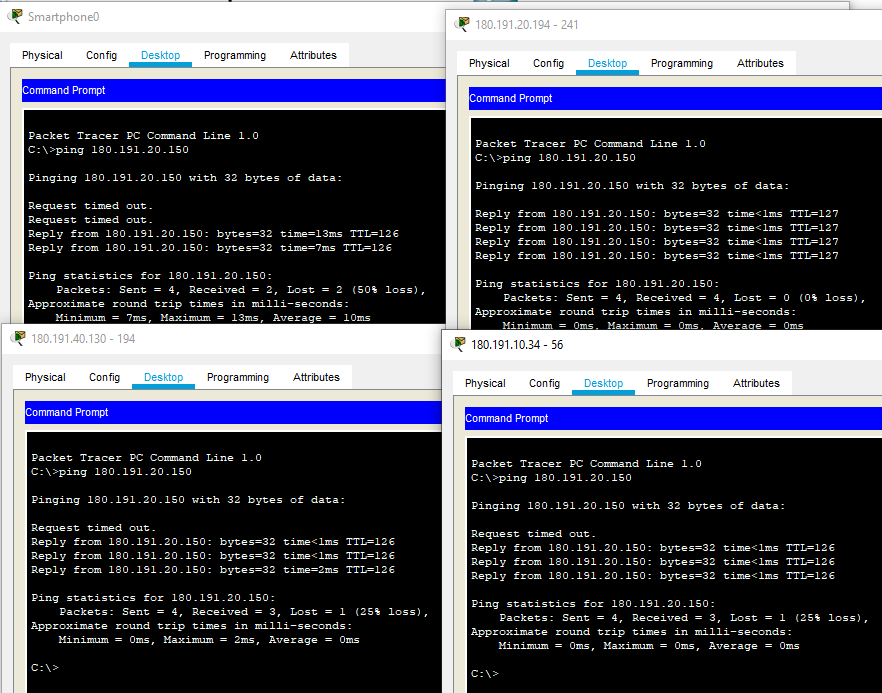 Smartphone0
Physical Config Desktop Programming Attributes
Command Prompt
Packet Tracer PC Command Line 1.0
C:\>ping 180.191.20.150
Pinging 180.191.20.150 with 32 bytes of data:
Request timed out.
Request timed out.
Reply from 180.191.20.150: bytes=32 time=13ms TTL=126
Reply from 180.191.20.150: bytes=32 time=7ms TTL=126
Ping statistics for 180.191.20.150:
Packets: Sent = 4, Received = 2, Lost = 2 (50% loss),
Approximate round trip times in milli-seconds:
Minimum = 7ms, Maximum = 13ms, Average = 10ms
180.191.20.194 - 241
Physical Config Desktop Programming Attributes
Command Prompt
Packet Tracer PC Command Line 1.0
C:\>ping 180.191.20.150
Pinging 180.191.20.150 with 32 bytes of data:
Reply from 180.191.20.150: bytes=32 time<1ms TTL=127
Reply from 180.191.20.150: bytes=32 time<1ms TTL=127
Reply from 180.191.20.150: bytes=32 time<1ms TTL=127
Reply from 180.191.20.150: bytes=32 time<1ms TTL=127
Ping statistics for 180.191.20.150:
Packets: Sent = 4, Received = 4, Lost = 0 (0% loss),
Approximate round trip times in milli-seconds:
Minimum = 0ms, Maximum = 0ms, Average = 0ms
180.191.40.130 - 194
Physical Config Desktop Programming Attributes
Command Prompt
Packet Tracer PC Command Line 1.0
C:\>ping 180.191.20.150
Pinging 180.191.20.150 with 32 bytes of data:
Request timed out.
Reply from 180.191.20.150: bytes=32 time<1ms TTL=126
Reply from 180.191.20.150: bytes=32 time<1ms TTL=126
Reply from 180.191.20.150: bytes=32 time=2ms TTL=126
Ping statistics for 180.191.20.150:
Packets: Sent = 4, Received = 3, Lost = 1 (25% loss),
Approximate round trip times in milli-seconds:
Minimum = 0ms, Maximum = 2ms, Average = 0ms
C:\>
180.191.10.34 - 56
Physical Config Desktop Programming Attributes
Command Prompt
Packet Tracer PC Command Line 1.0
C:\>ping 180.191.20.150
Pinging 180.191.20.150 with 32 bytes of data:
Request timed out.
Reply from 180.191.20.150: bytes=32 time<1ms TTL=126
Reply from 180.191.20.150: bytes=32 time<1ms TTL=126
Reply from 180.191.20.150: bytes=32 time<1ms TTL=126
Ping statistics for 180.191.20.150:
Packets: Sent = 4, Received = 3, Lost = 1 (25% loss),
Approximate round trip times in milli-seconds:
Minimum = 0ms, Maximum = 0ms, Average = 0ms
C:\>